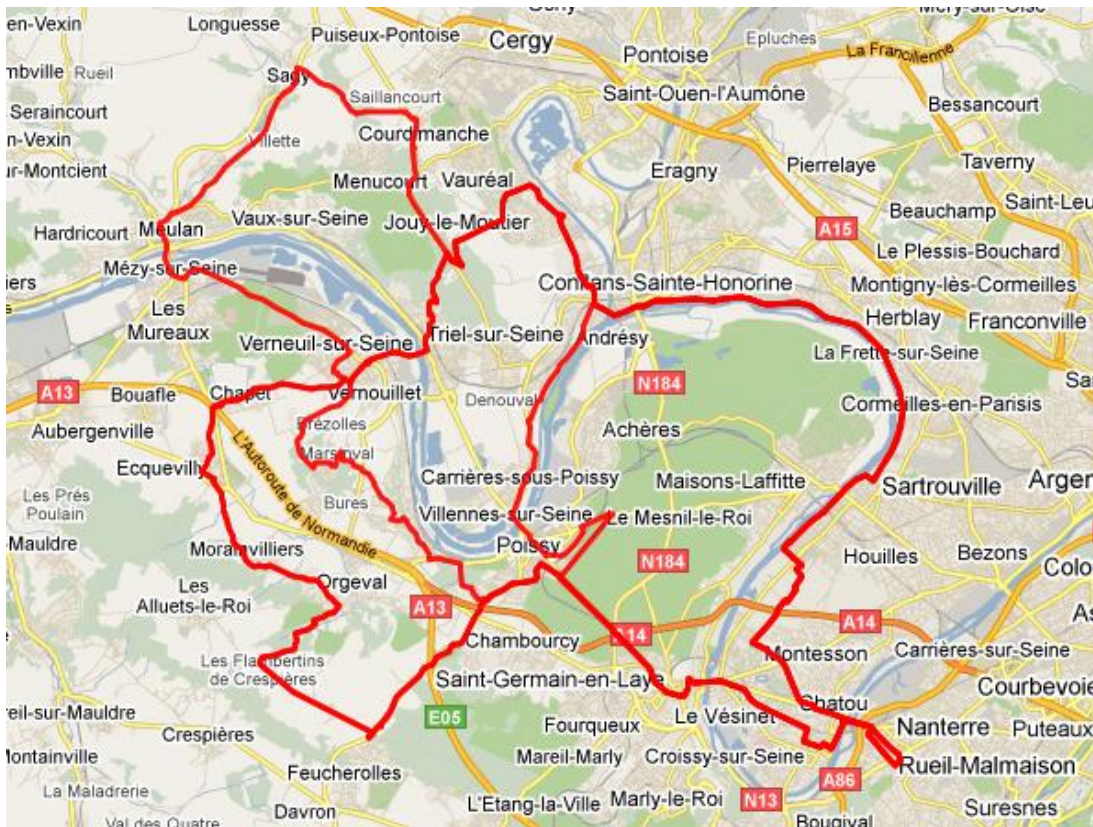 en-Vexin
Longuesse
Puiseux-Pontoise
Cergy
Pontoise
Epluches
La Francilienne
Rueil
Sagy
Saillancourt
Saint-Ouen-l'Aumône
Bessancourt
Seraincourt
n-Vexin
Villette
Courdimanche
Pierrelaye
Taverny
ur-Montcient
Menucourt
Vauréal
Eragny
Vaux-sur-Seine
Jouy-le-Moutier
A15
Beauchamp
Saint-Leu
Hardricourt
Meulan
Le Plessis-Bouchard
Mézy-sur-Seine
Conflans-Sainte-Honorine
Montigny-lès-Cormeilles
iers
Les
Mureaux
Herblay
Franconville
Verneuil-sur-Seine
Triel-sur-Seine
Andrésy
La Frette-sur-Seine
A13
Bouafle
Chapet
Vernouillet
Denouval
N184
Cormeilles-en-Parisis
Aubergenville
Brézolles
Achères
Marsinval
Ecquevilly
L'Autoroute de Normandie
Carrières-sous-Poissy
Maisons-Laffitte
Sartrouville
Les Prés
Poulain
Bures
Villennes-sur-Seine
Le Mesnil-le-Roi
-Mauldre
Morainvilliers
Poissy
N184
Houilles
Bezons
Orgeval
Les
Alluets-le-Roi
A13
Chambourcy
A14
A14
Montesson
Carrières-sur-Seine
Les Flambertins
de Crespières
Saint-Germain-en-Laye
Courbevoie
Chatou
reil-sur-Mauldre
E05
Fourqueux
Le Vésinet
Nanterre
Puteaux
Crespières
Montainville
Mareil-Marly
Croissy-sur-Seine
Rueil-Malmaison
Feucherolles
A86
La Maladrerie
Davron
L'Etang-la-Ville
Marly-le-Roi
N13
Suresnes
Val des Quatre
Bougival